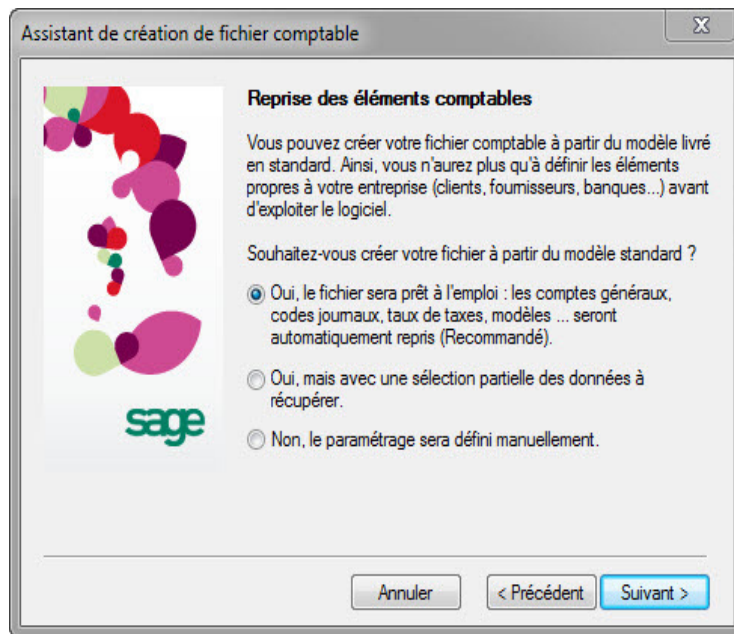 Assistant de création de fichier comptable
X
Reprise des éléments comptables
Vous pouvez créer votre fichier comptable à partir du modèle livré
en standard. Ainsi, vous n'aurez plus qu'à définir les éléments
propres à votre entreprise (clients, fournisseurs, banques...) avant
d'exploiter le logiciel.
Souhaitez-vous créer votre fichier à partir du modèle standard ?
Oui, le fichier sera prêt à l'emploi : les comptes généraux,
codes journaux, taux de taxes, modèles ... seront
automatiquement repris (Recommandé).
Oui, mais avec une sélection partielle des données à
récupérer.
Non, le paramétrage sera défini manuellement.
sage
Annuler
< Précédent
Suivant >